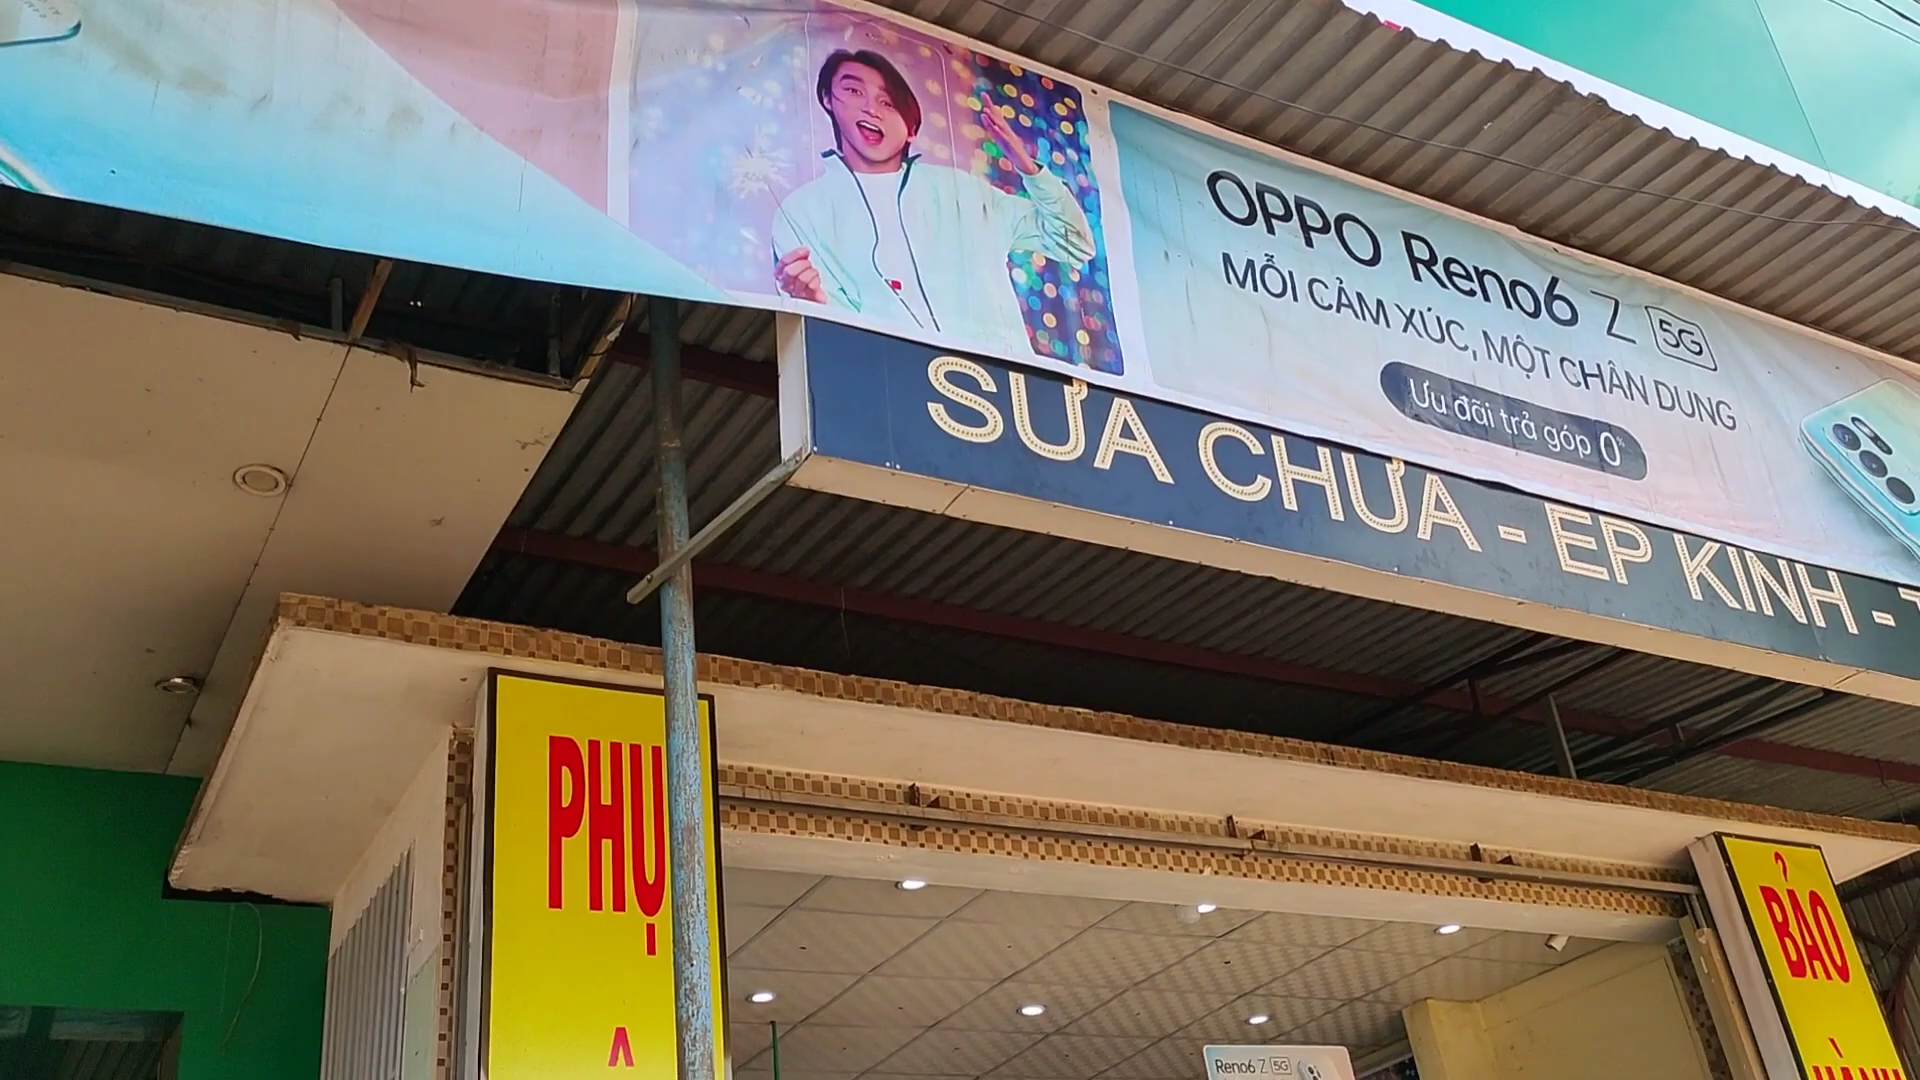 OPPO Reno6 Z 5G
MỖI CẢM XÚC, MỘT CHÂN DUNG
Ưu đãi trả góp 0%
SỬA CHỮA - ÉP KÍNH -
PHỤ
BẢO
HÀNH
Reno6 Z 5G